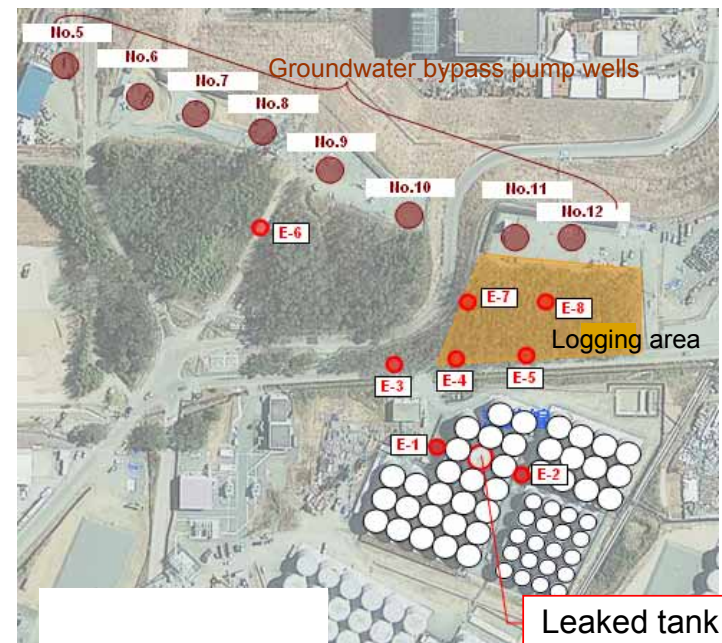 No.5
No.6
No.7
Groundwater bypass pump wells
No.8
No.9
No.10
No.11
No.12
E-6
E-7
E-8
Logging area
E-3
E-4
E-5
E-1
E-2
Leaked tank